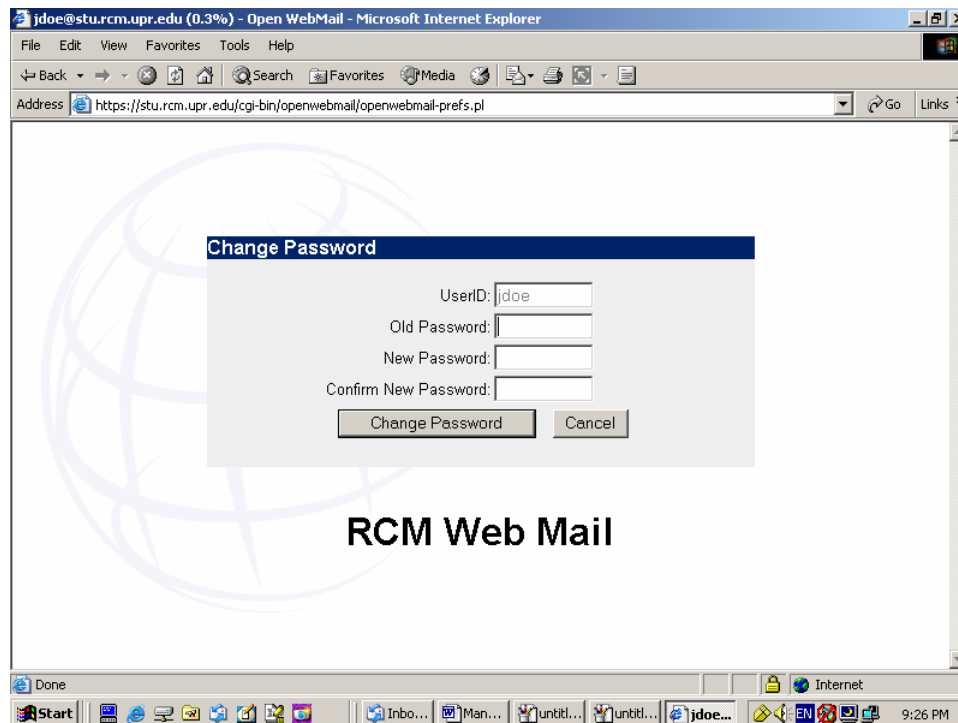 jdoe@stu.rcm.upr.edu (0.3%) - Open WebMail - Microsoft Internet Explorer
File Edit View Favorites Tools Help
Back Search Favorites Media
Address https://stu.rcm.upr.edu/cgi-bin/openwebmail/openwebmail-prefs.pl Go Links
Change Password
UserID: jdoe
Old Password:
New Password:
Confirm New Password:
Change Password Cancel
RCM Web Mail
Done Internet
Start Inbo... Man... untitl... untitl... jdoe... EN 9:26 PM